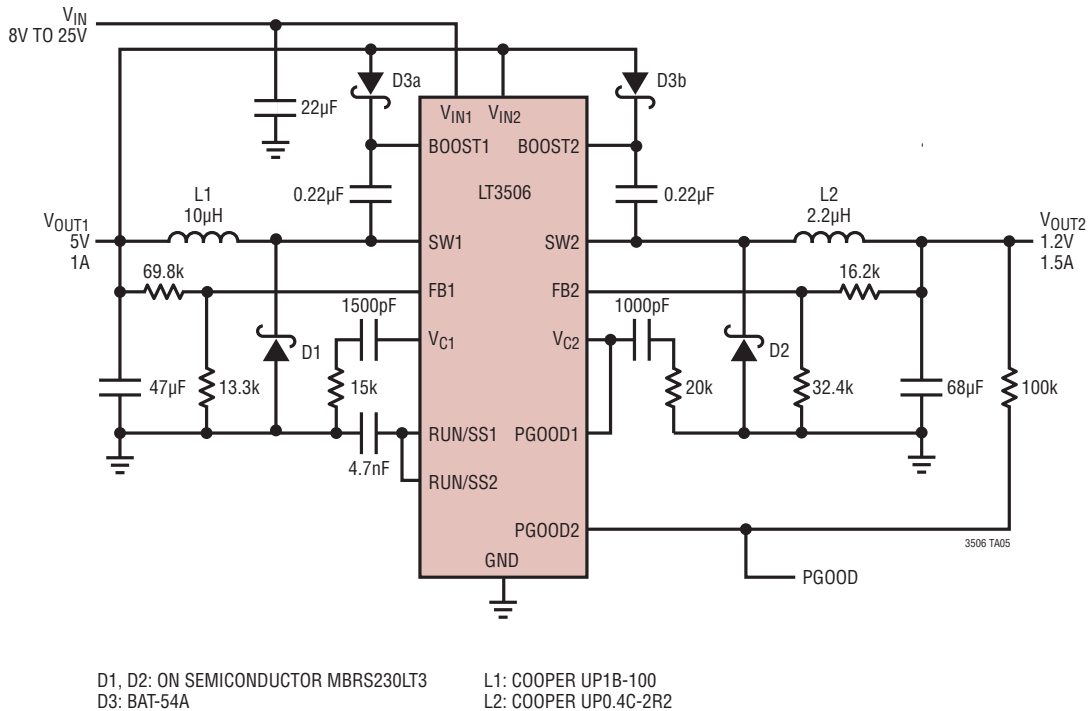 VIN
8V TO 25V
22µF
D3a
D3b
VIN1 VIN2
BOOST1
BOOST2
LT3506
0.22µF
0.22µF
L1
10µH
L2
2.2µH
VOUT1
5V
1A
SW1
SW2
VOUT2
1.2V
1.5A
69.8k
FB1
FB2
16.2k
1500pF
1000pF
VC1
VC2
D1
D2
47µF
13.3k
15k
20k
32.4k
68µF
100k
RUN/SS1
PGOOD1
4.7nF
RUN/SS2
PGOOD2
3506 TA05
GND
PGOOD
D1, D2: ON SEMICONDUCTOR MBRS230LT3
D3: BAT-54A
L1: COOPER UP1B-100
L2: COOPER UP0.4C-2R2